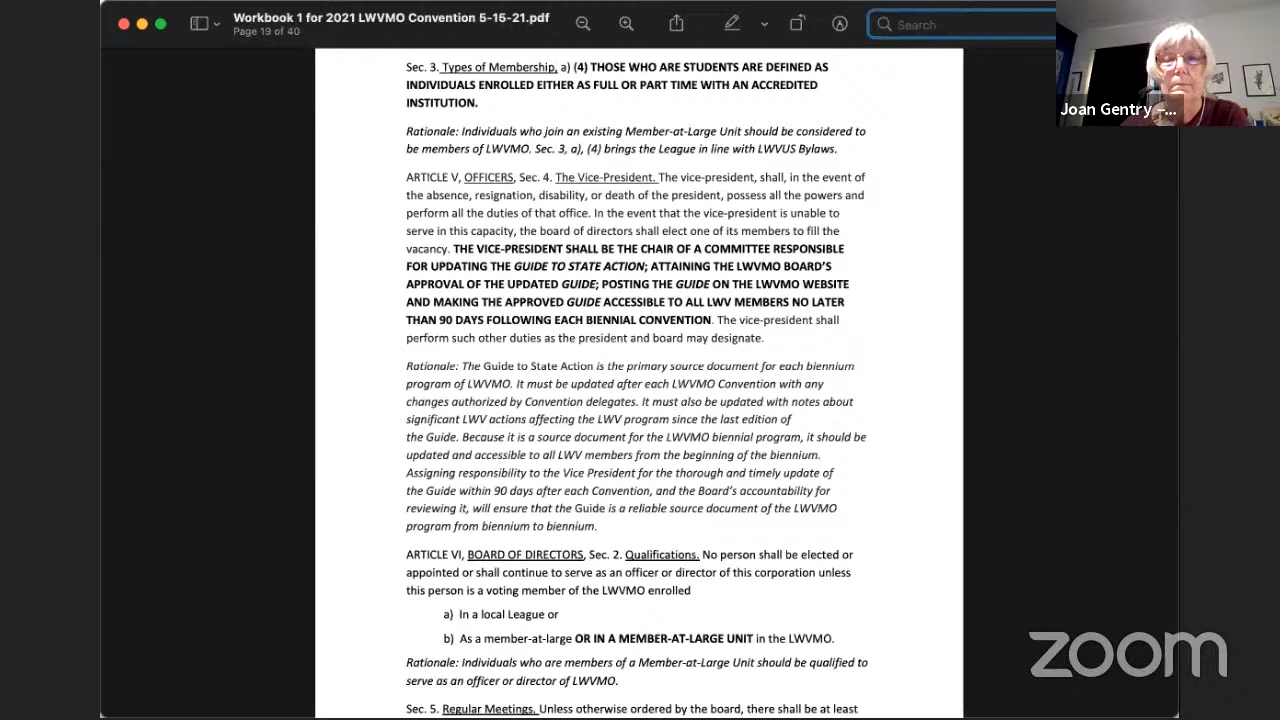 Workbook 1 for 2021 LWVMO Convention 5-15-21.pdf
Page 19 of 40
Search
Joan Gentry –...
Sec. 3. Types of Membership, a) (4) THOSE WHO ARE STUDENTS ARE DEFINED AS
INDIVIDUALS ENROLLED EITHER AS FULL OR PART TIME WITH AN ACCREDITED
INSTITUTION.
Rationale: Individuals who join an existing Member-at-Large Unit should be considered to
be members of LWVMO. Sec. 3, a), (4) brings the League in line with LWVUS Bylaws.
ARTICLE V, OFFICERS, Sec. 4. The Vice-President. The vice-president, shall, in the event of
the absence, resignation, disability, or death of the president, possess all the powers and
perform all the duties of that office. In the event that the vice-president is unable to
serve in this capacity, the board of directors shall elect one of its members to fill the
vacancy. THE VICE-PRESIDENT SHALL BE THE CHAIR OF A COMMITTEE RESPONSIBLE
FOR UPDATING THE GUIDE TO STATE ACTION; ATTAINING THE LWVMO BOARD'S
APPROVAL OF THE UPDATED GUIDE; POSTING THE GUIDE ON THE LWVMO WEBSITE
AND MAKING THE APPROVED GUIDE ACCESSIBLE TO ALL LWV MEMBERS NO LATER
THAN 90 DAYS FOLLOWING EACH BIENNIAL CONVENTION. The vice-president shall
perform such other duties as the president and board may designate.
Rationale: The Guide to State Action is the primary source document for each biennium
program of LWVMO. It must be updated after each LWVMO Convention with any
changes authorized by Convention delegates. It must also be updated with notes about
significant LWV actions affecting the LWV program since the last edition of
the Guide. Because it is a source document for the LWVMO biennial program, it should be
updated and accessible to all LWV members from the beginning of the biennium.
Assigning responsibility to the Vice President for the thorough and timely update of
the Guide within 90 days after each Convention, and the Board's accountability for
reviewing it, will ensure that the Guide is a reliable source document of the LWVMO
program from biennium to biennium.
ARTICLE VI, BOARD OF DIRECTORS, Sec. 2. Qualifications. No person shall be elected or
appointed or shall continue to serve as an officer or director of this corporation unless
this person is a voting member of the LWVMO enrolled
a) In a local League or
b) As a member-at-large OR IN A MEMBER-AT-LARGE UNIT in the LWVMO.
Rationale: Individuals who are members of a Member-at-Large Unit should be qualified to
serve as an officer or director of LWVMO.
Sec. 5. Regular Meetings. Unless otherwise ordered by the board, there shall be at least
zoom